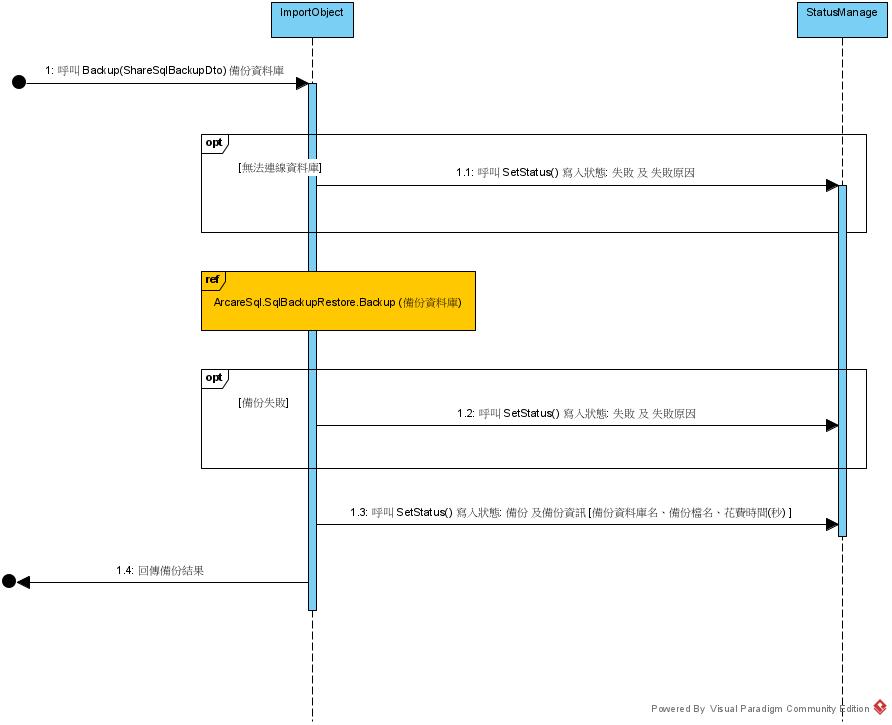 ImportObject
StatusManage
1: 呼叫 Backup(ShareSqlBackupDto) 備份資料庫
opt
[無法連線資料庫]
1.1: 呼叫 SetStatus() 寫入狀態: 失敗 及 失敗原因
ref
ArcareSql.SqlBackupRestore.Backup (備份資料庫)
opt
[備份失敗]
1.2: 呼叫 SetStatus() 寫入狀態: 失敗 及 失敗原因
1.3: 呼叫 SetStatus() 寫入狀態: 備份 及備份資訊 [備份資料庫名、備份檔名、花費時間(秒) ]
1.4: 回傳備份結果
Powered By Visual Paradigm Community Edition